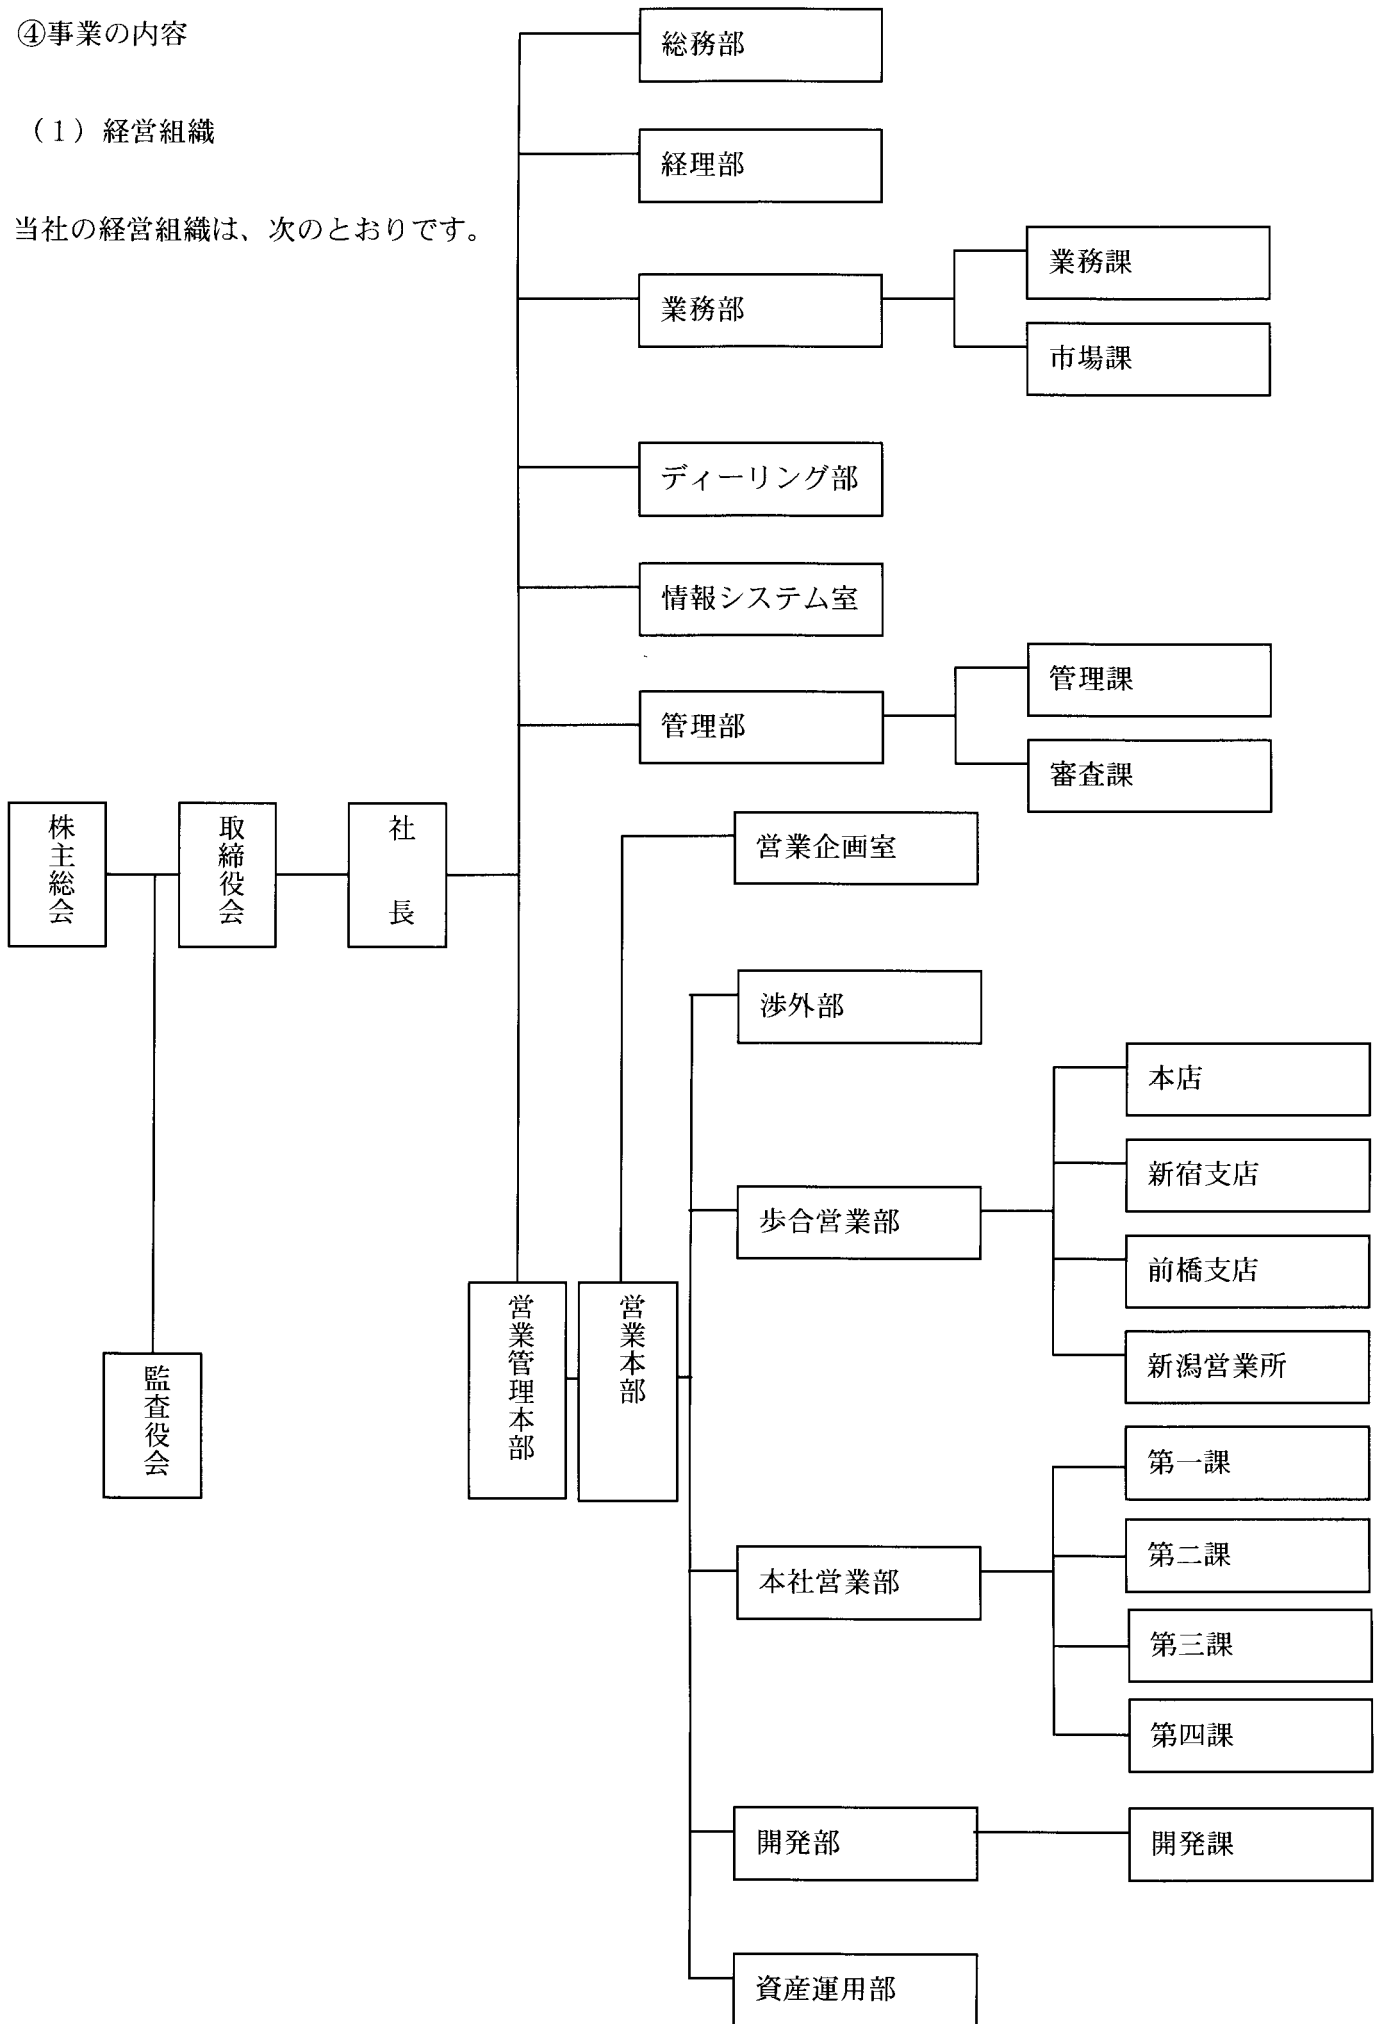 ④事業の内容
（１）経営組織
当社の経営組織は、次のとおりです。
総務部
経理部
業務部
業務課
市場課
ディーリング部
情報システム室
管理部
管理課
審査課
株主総会
取締役会
社長
営業企画室
渉外部
本店
新宿支店
歩合営業部
前橋支店
新潟営業所
営業管理本部
営業本部
監査役会
第一課
第二課
本社営業部
第三課
第四課
開発部
開発課
資産運用部